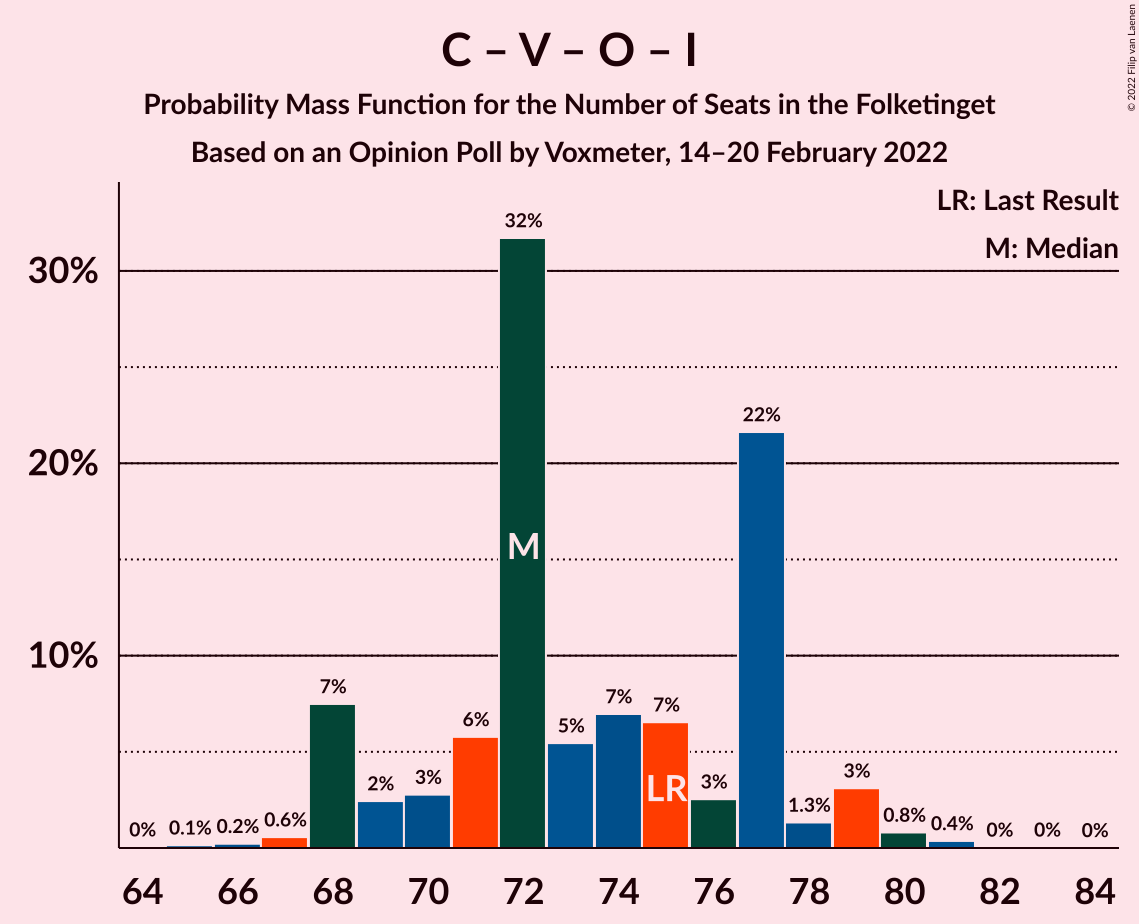 C – V – O – I
Probability Mass Function for the Number of Seats in the Folketinget
Based on an Opinion Poll by Voxmeter, 14–20 February 2022
© 2022 Filip van Laenen
LR: Last Result
M: Median
30%
20%
10%
0%
0.1%
0.2%
0.6%
7%
2%
3%
6%
32%
5%
7%
7%
3%
22%
1.3%
3%
0.8%
0.4%
0%
0%
0%
M
LR
64 66 68 70 72 74 76 78 80 82 84